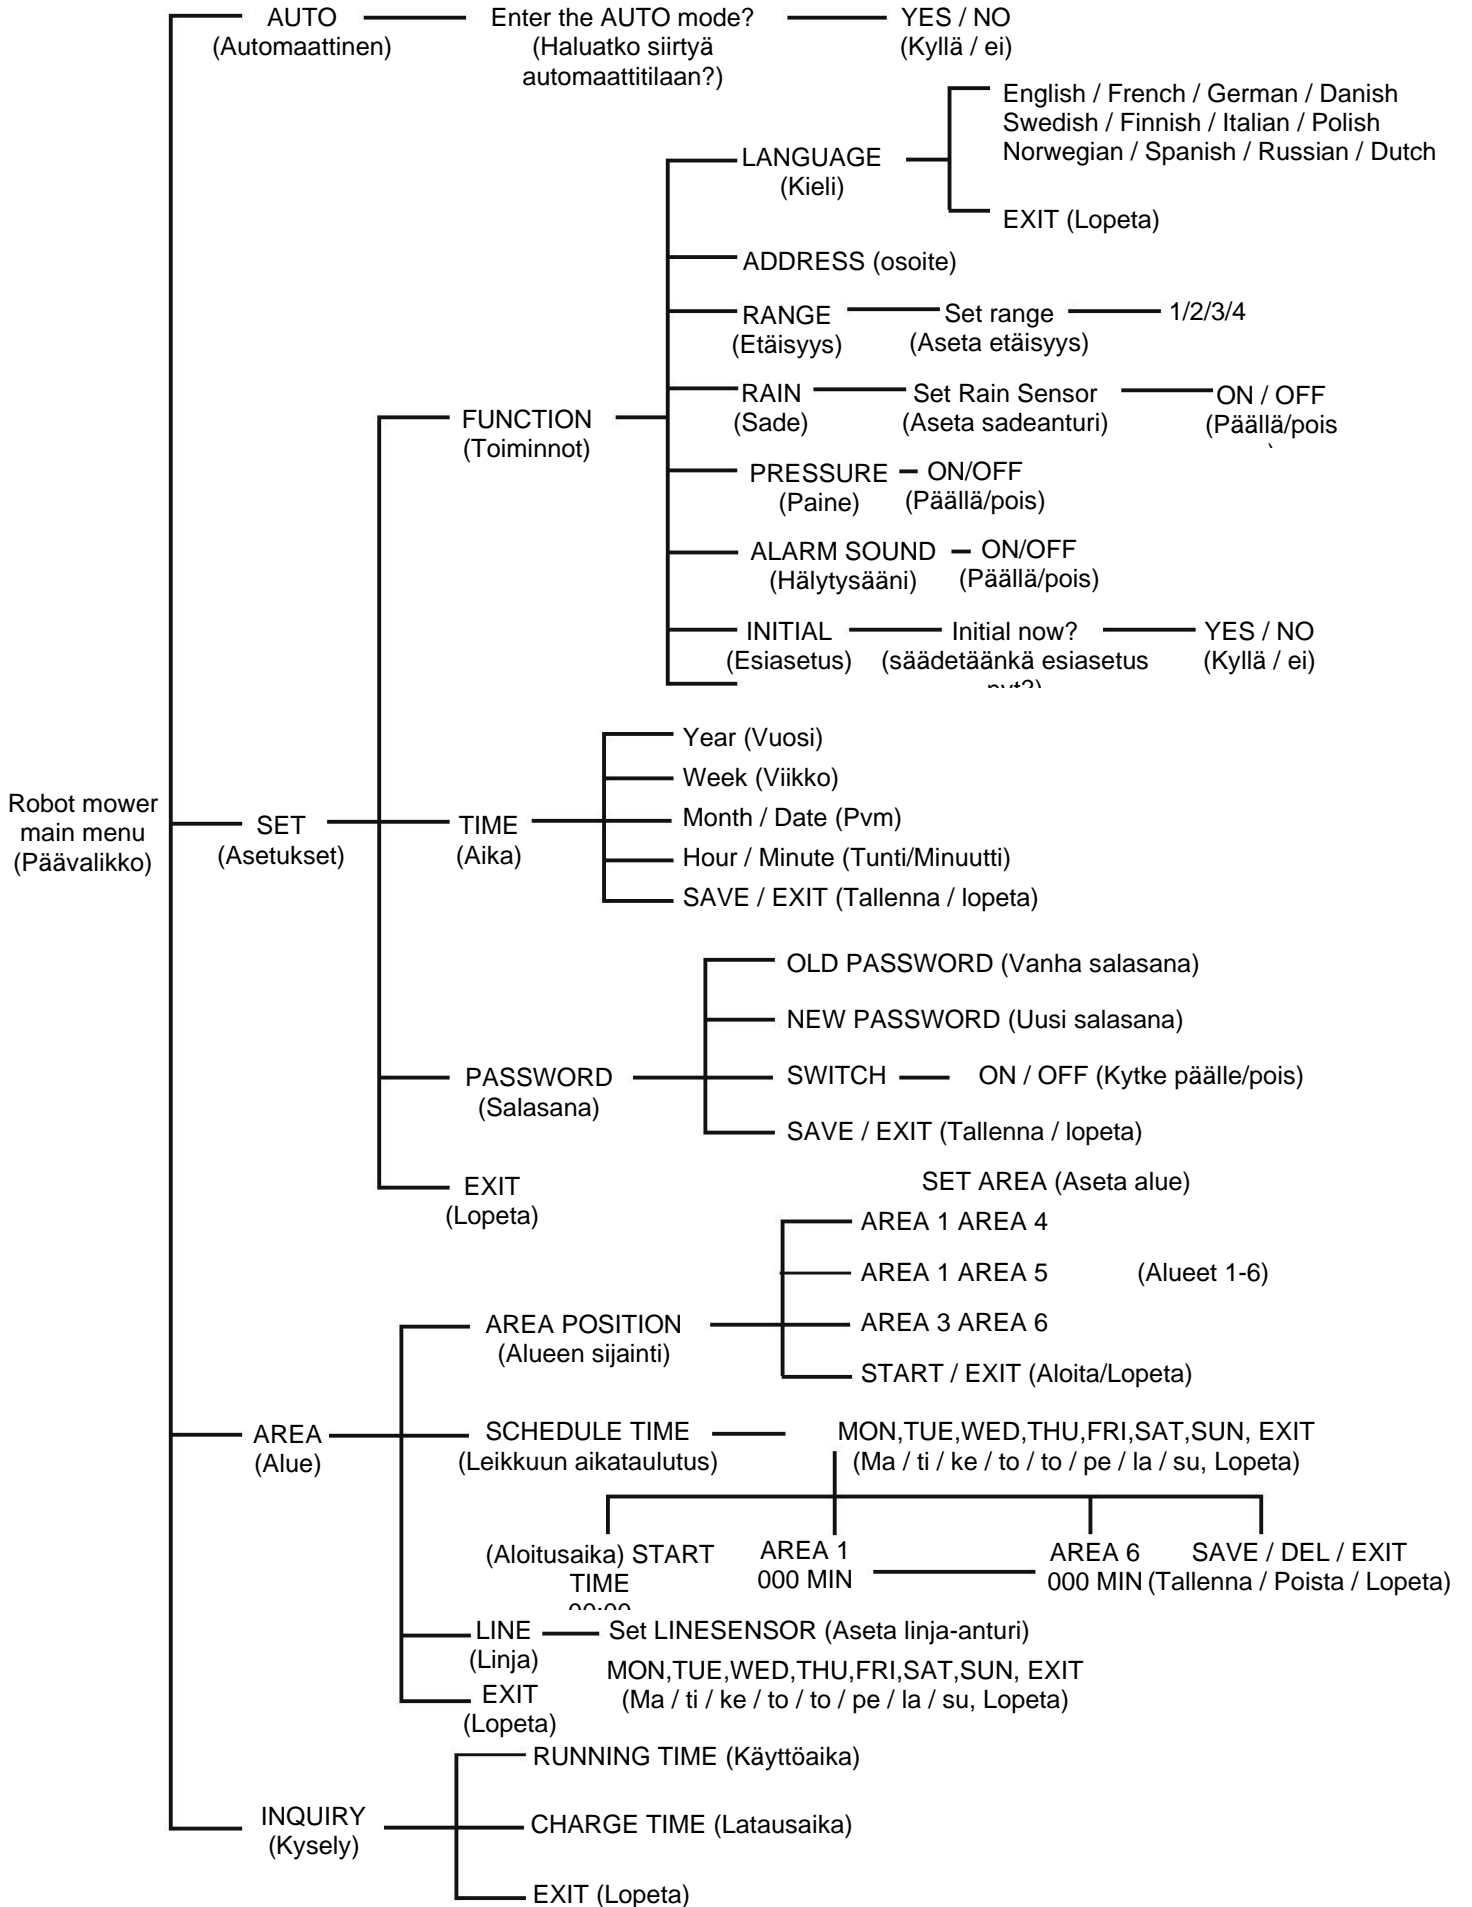 AUTO
(Automaattinen)
Enter the AUTO mode?
(Haluatko siirtyä
automaattitilaan?)
YES / NO
(Kyllä / ei)
English / French / German / Danish
Swedish / Finnish / Italian / Polish
Norwegian / Spanish / Russian / Dutch
LANGUAGE
(Kieli)
EXIT (Lopeta)
ADDRESS (osoite)
RANGE
(Etäisyys)
Set range
(Aseta etäisyys)
1/2/3/4
RAIN
(Sade)
Set Rain Sensor
(Aseta sadeanturi)
ON / OFF
(Päällä/pois
FUNCTION
(Toiminnot)
PRESSURE
(Paine)
ON/OFF
(Päällä/pois)
ALARM SOUND
(Hälytysääni)
ON/OFF
(Päällä/pois)
INITIAL
(Esiasetus)
Initial now?
(säädetäänkä esiasetus
nyt?)
YES / NO
(Kyllä / ei)
Year (Vuosi)
Week (Viikko)
Month / Date (Pvm)
Hour / Minute (Tunti/Minuutti)
SAVE / EXIT (Tallenna / lopeta)
Robot mower
main menu
(Päävalikko)
SET
(Asetukset)
TIME
(Aika)
OLD PASSWORD (Vanha salasana)
NEW PASSWORD (Uusi salasana)
PASSWORD
(Salasana)
SWITCH
ON / OFF (Kytke päälle/pois)
SAVE / EXIT (Tallenna / lopeta)
EXIT
(Lopeta)
SET AREA (Aseta alue)
AREA 1 AREA 4
AREA 1 AREA 5
(Alueet 1-6)
AREA 3 AREA 6
START / EXIT (Aloita/Lopeta)
AREA POSITION
(Alueen sijainti)
AREA
(Alue)
SCHEDULE TIME
(Leikkuun aikataulutus)
MON,TUE,WED,THU,FRI,SAT,SUN, EXIT
(Ma / ti / ke / to / to / pe / la / su, Lopeta)
(Aloitusaika) START
TIME
00:00
AREA 1
000 MIN
AREA 6
000 MIN
SAVE / DEL / EXIT
(Tallenna / Poista / Lopeta)
LINE
(Linja)
Set LINESENSOR (Aseta linja-anturi)
MON,TUE,WED,THU,FRI,SAT,SUN, EXIT
(Ma / ti / ke / to / to / pe / la / su, Lopeta)
EXIT
(Lopeta)
RUNNING TIME (Käyttöaika)
INQUIRY
(Kysely)
CHARGE TIME (Latausaika)
EXIT (Lopeta)